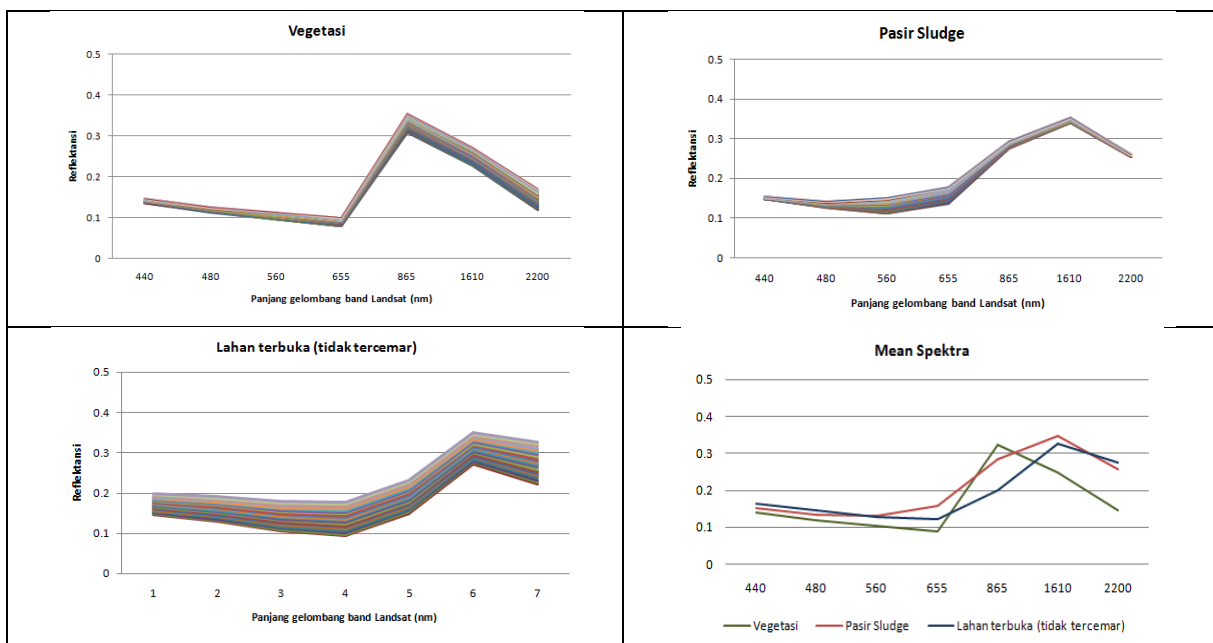 Vegetasi
0.5
0.4
0.3
0.2
0.1
0
Reflektansi
440 480 560 655 865 1610 2200
Panjang gelombang band Landsat (nm)
Pasir Sludge
0.5
0.4
0.3
0.2
0.1
0
Reflektansi
440 480 560 655 865 1610 2200
Panjang gelombang band Landsat (nm)
Lahan terbuka (tidak tercemar)
0.5
0.4
0.3
0.2
0.1
0
Reflektansi
1 2 3 4 5 6 7
Panjang gelombang band Landsat (nm)
Mean Spektra
0.5
0.4
0.3
0.2
0.1
0
440 480 560 655 865 1610 2200
Vegetasi Pasir Sludge Lahan terbuka (tidak tercemar)